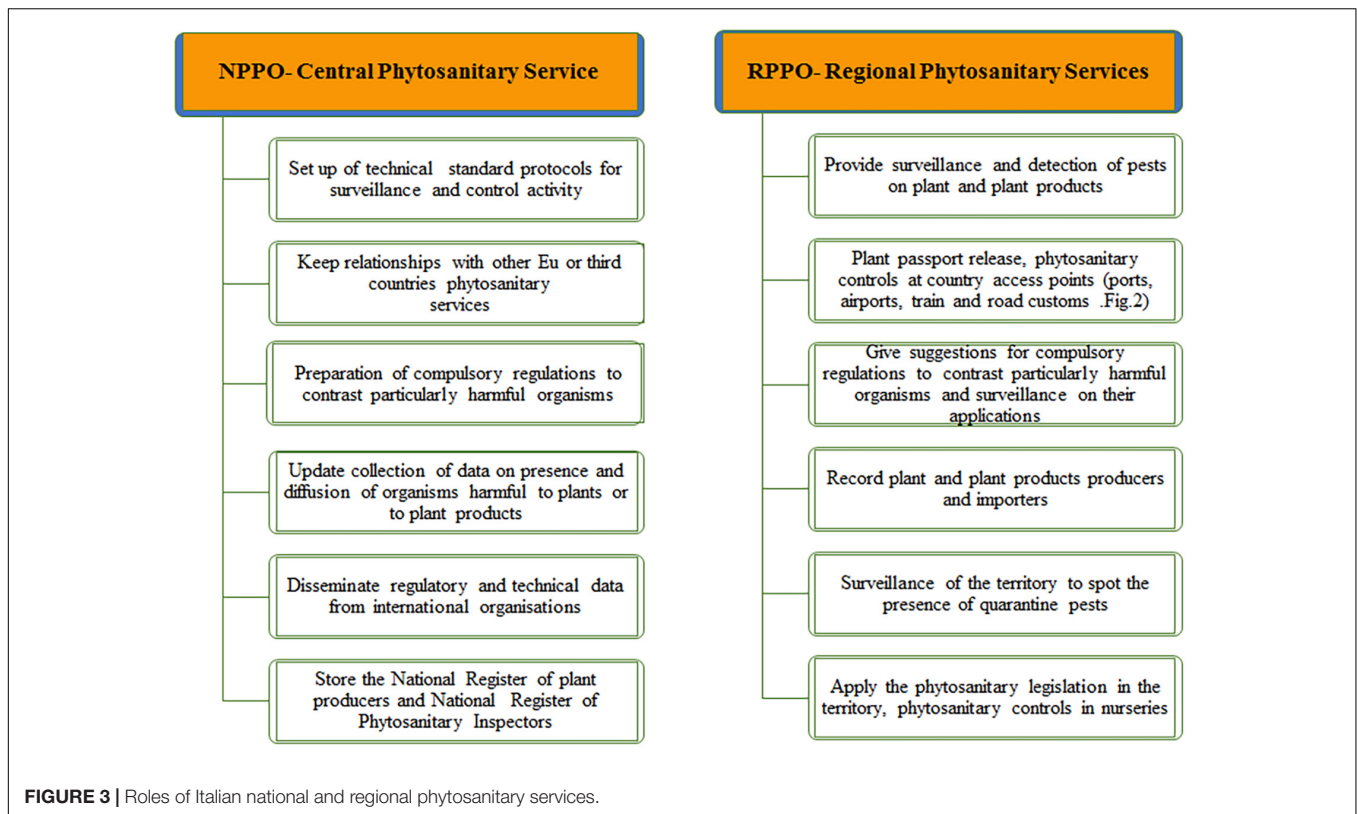 NPPO- Central Phytosanitary Service
Set up of technical standard protocols for
surveillance and control activity
Keep relationships with other Eu or third
countries phytosanitary
services
Preparation of compulsory regulations to
contrast particularly harmful organisms
Update collection of data on presence and
diffusion of organisms harmful to plants or
to plant products
Disseminate regulatory and technical data
from international organisations
Store the National Register of plant
producers and National Register of
Phytosanitary Inspectors
RPPO- Regional Phytosanitary Services
Provide surveillance and detection of pests
on plant and plant products
Plant passport release, phytosanitary
controls at country access points (ports,
airports, train and road customs .Fig.2)
Give suggestions for compulsory
regulations to contrast particularly harmful
organisms and surveillance on their
applications
Record plant and plant products producers
and importers
Surveillance of the territory to spot the
presence of quarantine pests
Apply the phytosanitary legislation in the
territory, phytosanitary controls in nurseries
FIGURE 3 | Roles of Italian national and regional phytosanitary services.